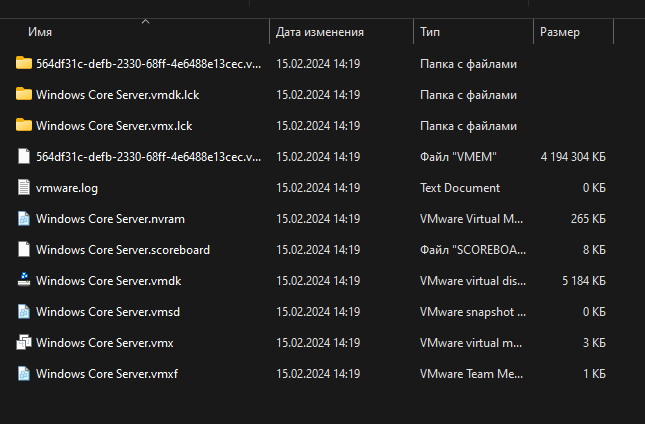 Имя Дата изменения Тип Размер
564df31c-defb-2330-68ff-4e6488e13cec.v... 15.02.2024 14:19 Папка с файлами
Windows Core Server.vmdk.lck 15.02.2024 14:19 Папка с файлами
Windows Core Server.vmx.lck 15.02.2024 14:19 Папка с файлами
564df31c-defb-2330-68ff-4e6488e13cec.v... 15.02.2024 14:19 Файл "VMEM" 4 194 304 КБ
vmware.log 15.02.2024 14:19 Text Document 0 КБ
Windows Core Server.nvram 15.02.2024 14:19 VMware Virtual M... 265 КБ
Windows Core Server.scoreboard 15.02.2024 14:19 Файл "SCOREBOA... 8 КБ
Windows Core Server.vmdk 15.02.2024 14:19 VMware virtual dis... 5 184 КБ
Windows Core Server.vmsd 15.02.2024 14:19 VMware snapshot ... 0 КБ
Windows Core Server.vmx 15.02.2024 14:19 VMware virtual m... 3 КБ
Windows Core Server.vmxf 15.02.2024 14:19 VMware Team Me... 1 КБ